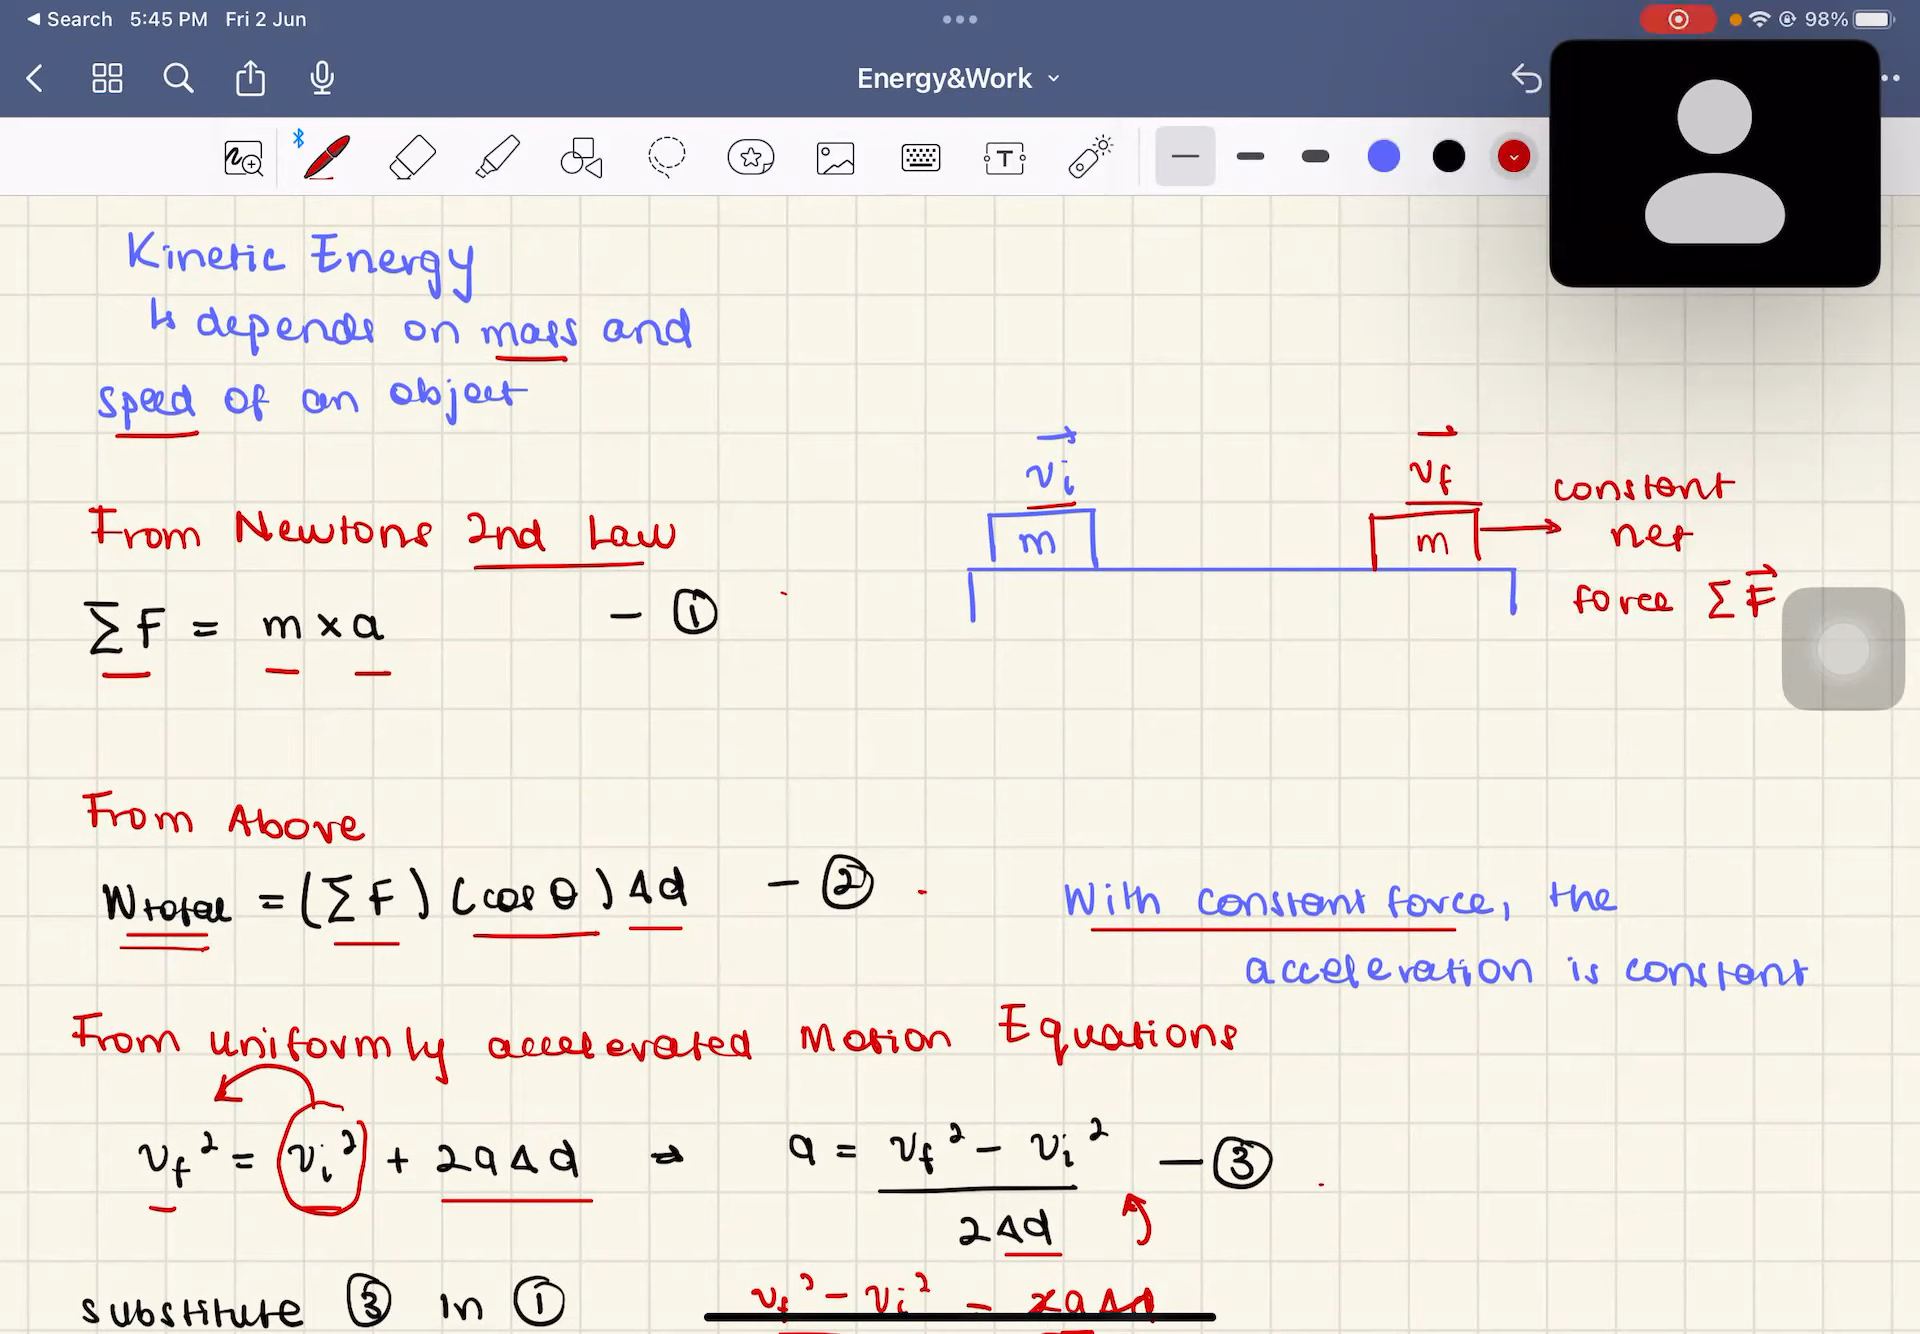 Search 5:45 PM Fri 2 Jun
98%
Energy&Work
T
Kinetic Energy
↳ depends on mass and
speed of an object
From Newtons 2nd Law
ΣF = m × a — ①
vi
m
vf
m
constant
net
force ΣF
From Above
Wtotal = (ΣF) (cos θ) Δd — ②
With constant force, the
acceleration is constant
From uniformly accelerated Motion Equations
vf² = vi² + 2aΔd → a = vf² − vi² — ③
2Δd
substitute ③ in ①
vf² − vi² = 2aΔd